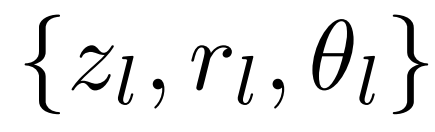 {z_l, r_l, θ_l}